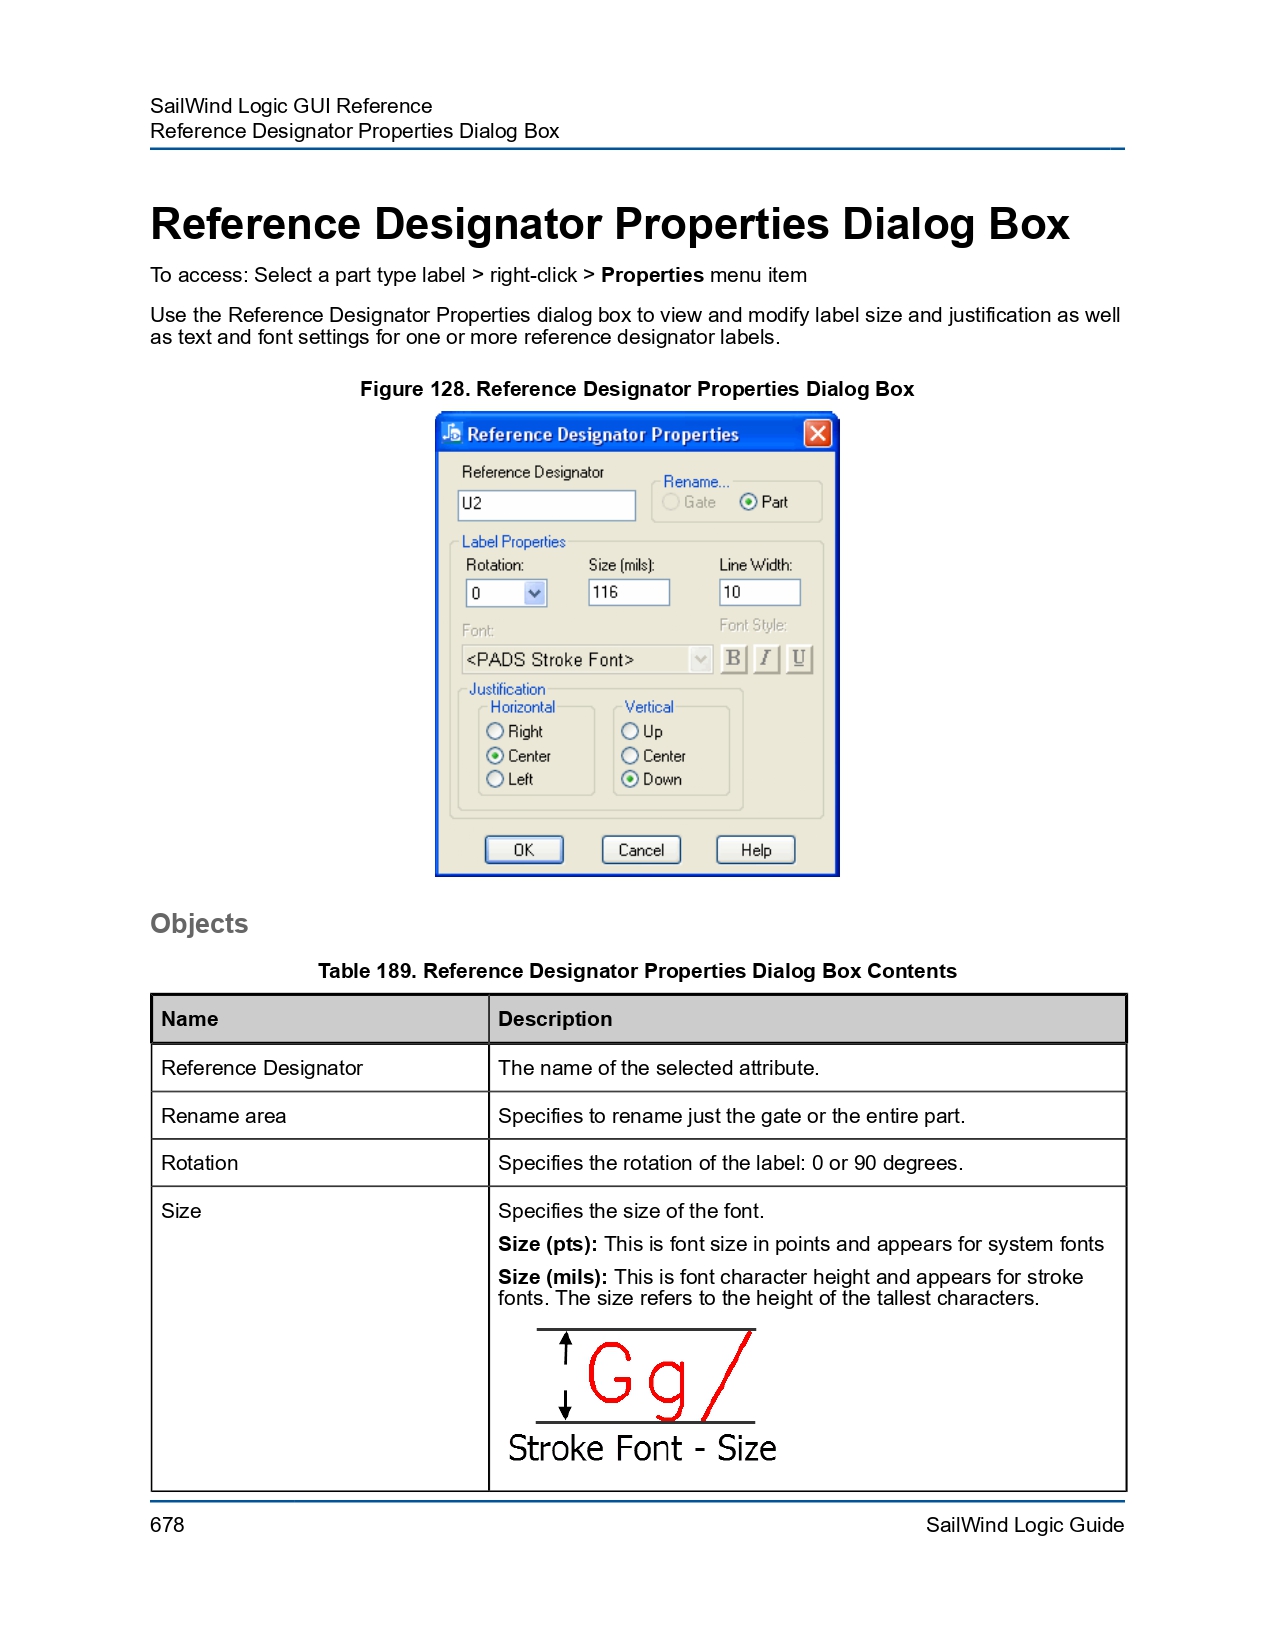 SailWind Logic GUI Reference
Reference Designator Properties Dialog Box
Reference Designator Properties Dialog Box
To access: Select a part type label > right-click > Properties menu item
Use the Reference Designator Properties dialog box to view and modify label size and justification as well
as text and font settings for one or more reference designator labels.
Figure 128. Reference Designator Properties Dialog Box
Reference Designator Properties
Reference Designator
Rename...
U2
Gate Part
Label Properties
Rotation: Size (mils): Line Width:
0 116 10
Font: Font Style:
<PADS Stroke Font> B I U
Justification
Horizontal Vertical
Right Up
Center Center
Left Down
OK Cancel Help
Objects
Table 189. Reference Designator Properties Dialog Box Contents
Name Description
Reference Designator The name of the selected attribute.
Rename area Specifies to rename just the gate or the entire part.
Rotation Specifies the rotation of the label: 0 or 90 degrees.
Size Specifies the size of the font.
Size (pts): This is font size in points and appears for system fonts
Size (mils): This is font character height and appears for stroke
fonts. The size refers to the height of the tallest characters.
Gg/
Stroke Font - Size
678 SailWind Logic Guide